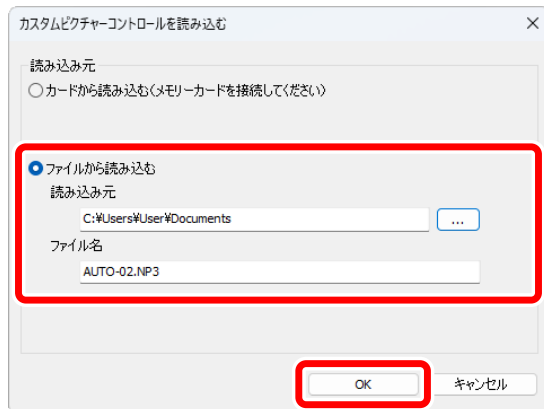 カスタムピクチャーコントロールを読み込む
読み込み元
カードから読み込む(メモリーカードを接続してください)
ファイルから読み込む
読み込み元
C:¥Users¥User¥Documents
...
ファイル名
AUTO-02.NP3
OK
キャンセル